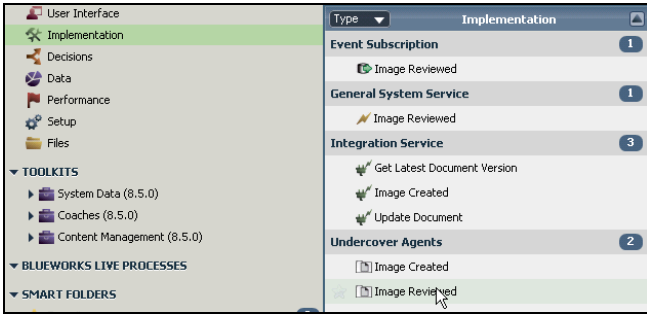 User Interface
Implementation
Decisions
Data
Performance
Setup
Files
TOOLKITS
System Data (8.5.0)
Coaches (8.5.0)
Content Management (8.5.0)
BLUEWORKS LIVE PROCESSES
SMART FOLDERS
Type Implementation
Event Subscription 1
Image Reviewed
General System Service 1
Image Reviewed
Integration Service 3
Get Latest Document Version
Image Created
Update Document
Undercover Agents 2
Image Created
Image Reviewed